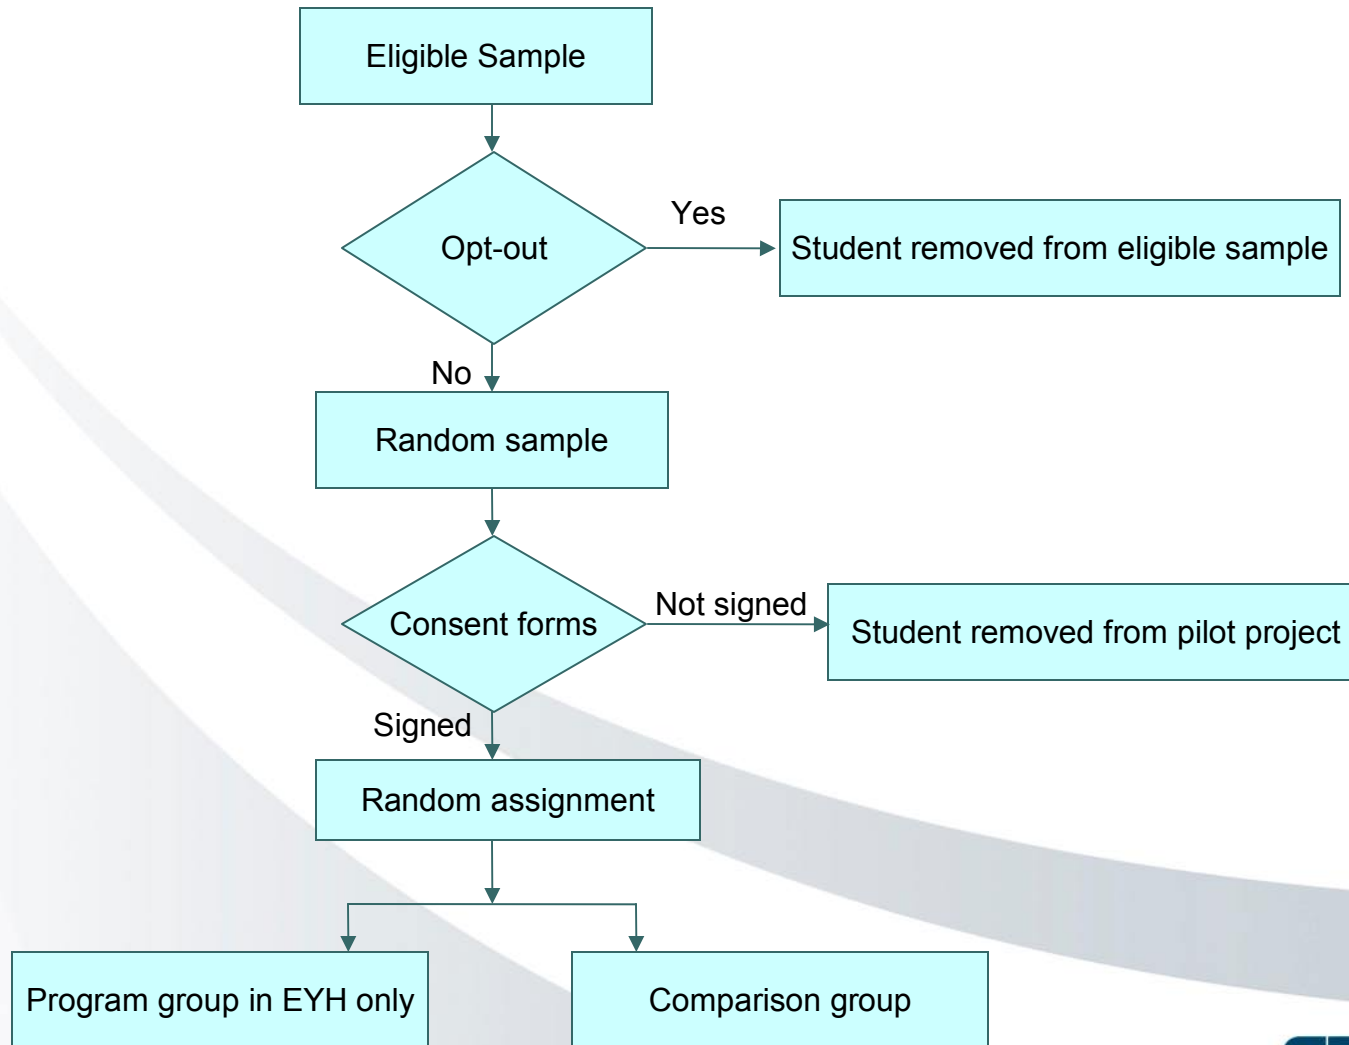 Eligible Sample
Opt-out
Yes
Student removed from eligible sample
No
Random sample
Consent forms
Not signed
Student removed from pilot project
Signed
Random assignment
Program group in EYH only
Comparison group